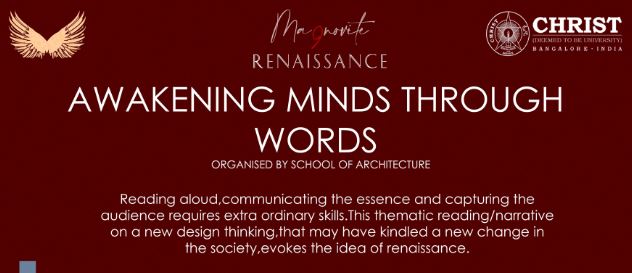 Magnovite
RENAISSANCE
CHRIST
(DEEMED TO BE UNIVERSITY)
BANGALORE · INDIA
AWAKENING MINDS THROUGH
WORDS
ORGANISED BY SCHOOL OF ARCHITECTURE
Reading aloud,communicating the essence and capturing the
audience requires extra ordinary skills.This thematic reading/narrative
on a new design thinking,that may have kindled a new change in
the society,evokes the idea of renaissance.